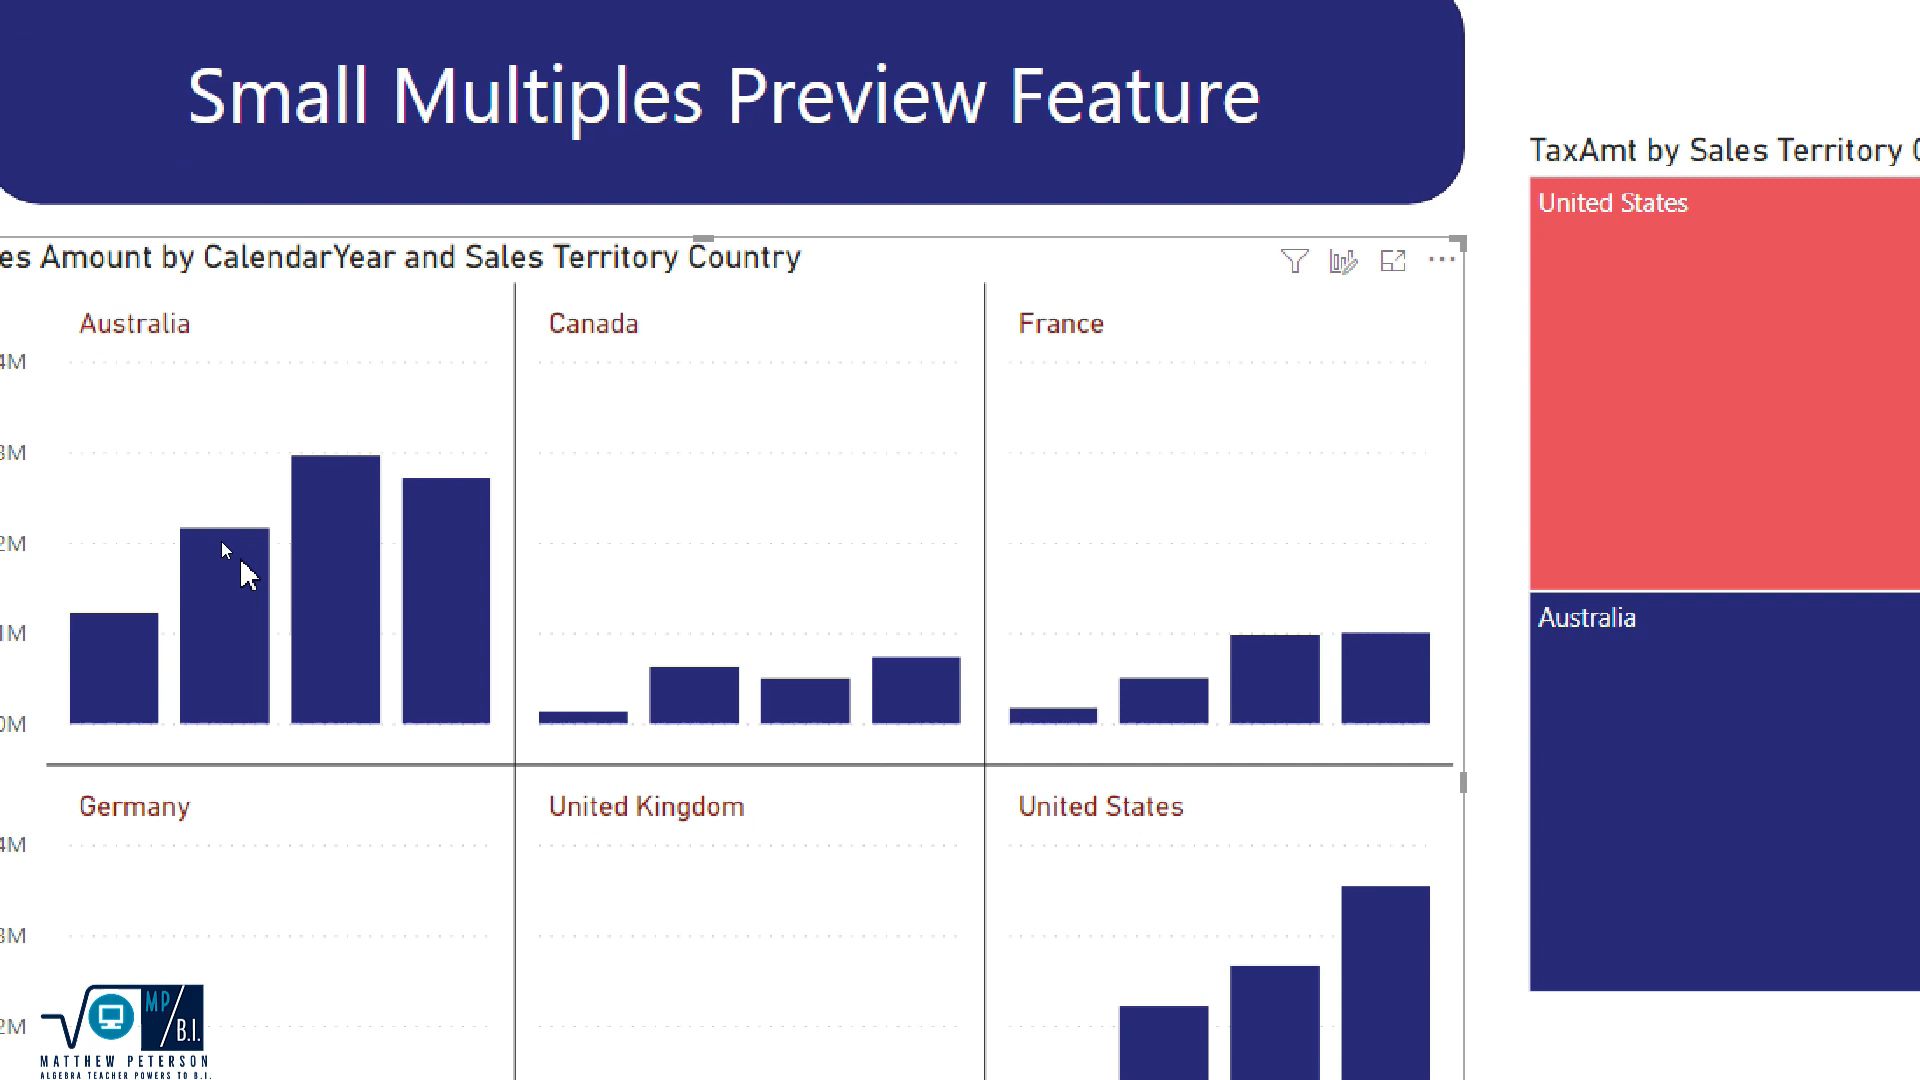 Small Multiples Preview Feature
TaxAmt by Sales Territory
es Amount by CalendarYear and Sales Territory Country
United States
Australia
Canada
France
4M
3M
2M
1M
0M
Australia
Germany
United Kingdom
United States
4M
3M
2M
MP
B.I.
MATTHEW PETERSON
ALGEBRA TEACHER POWERS TO B.I.